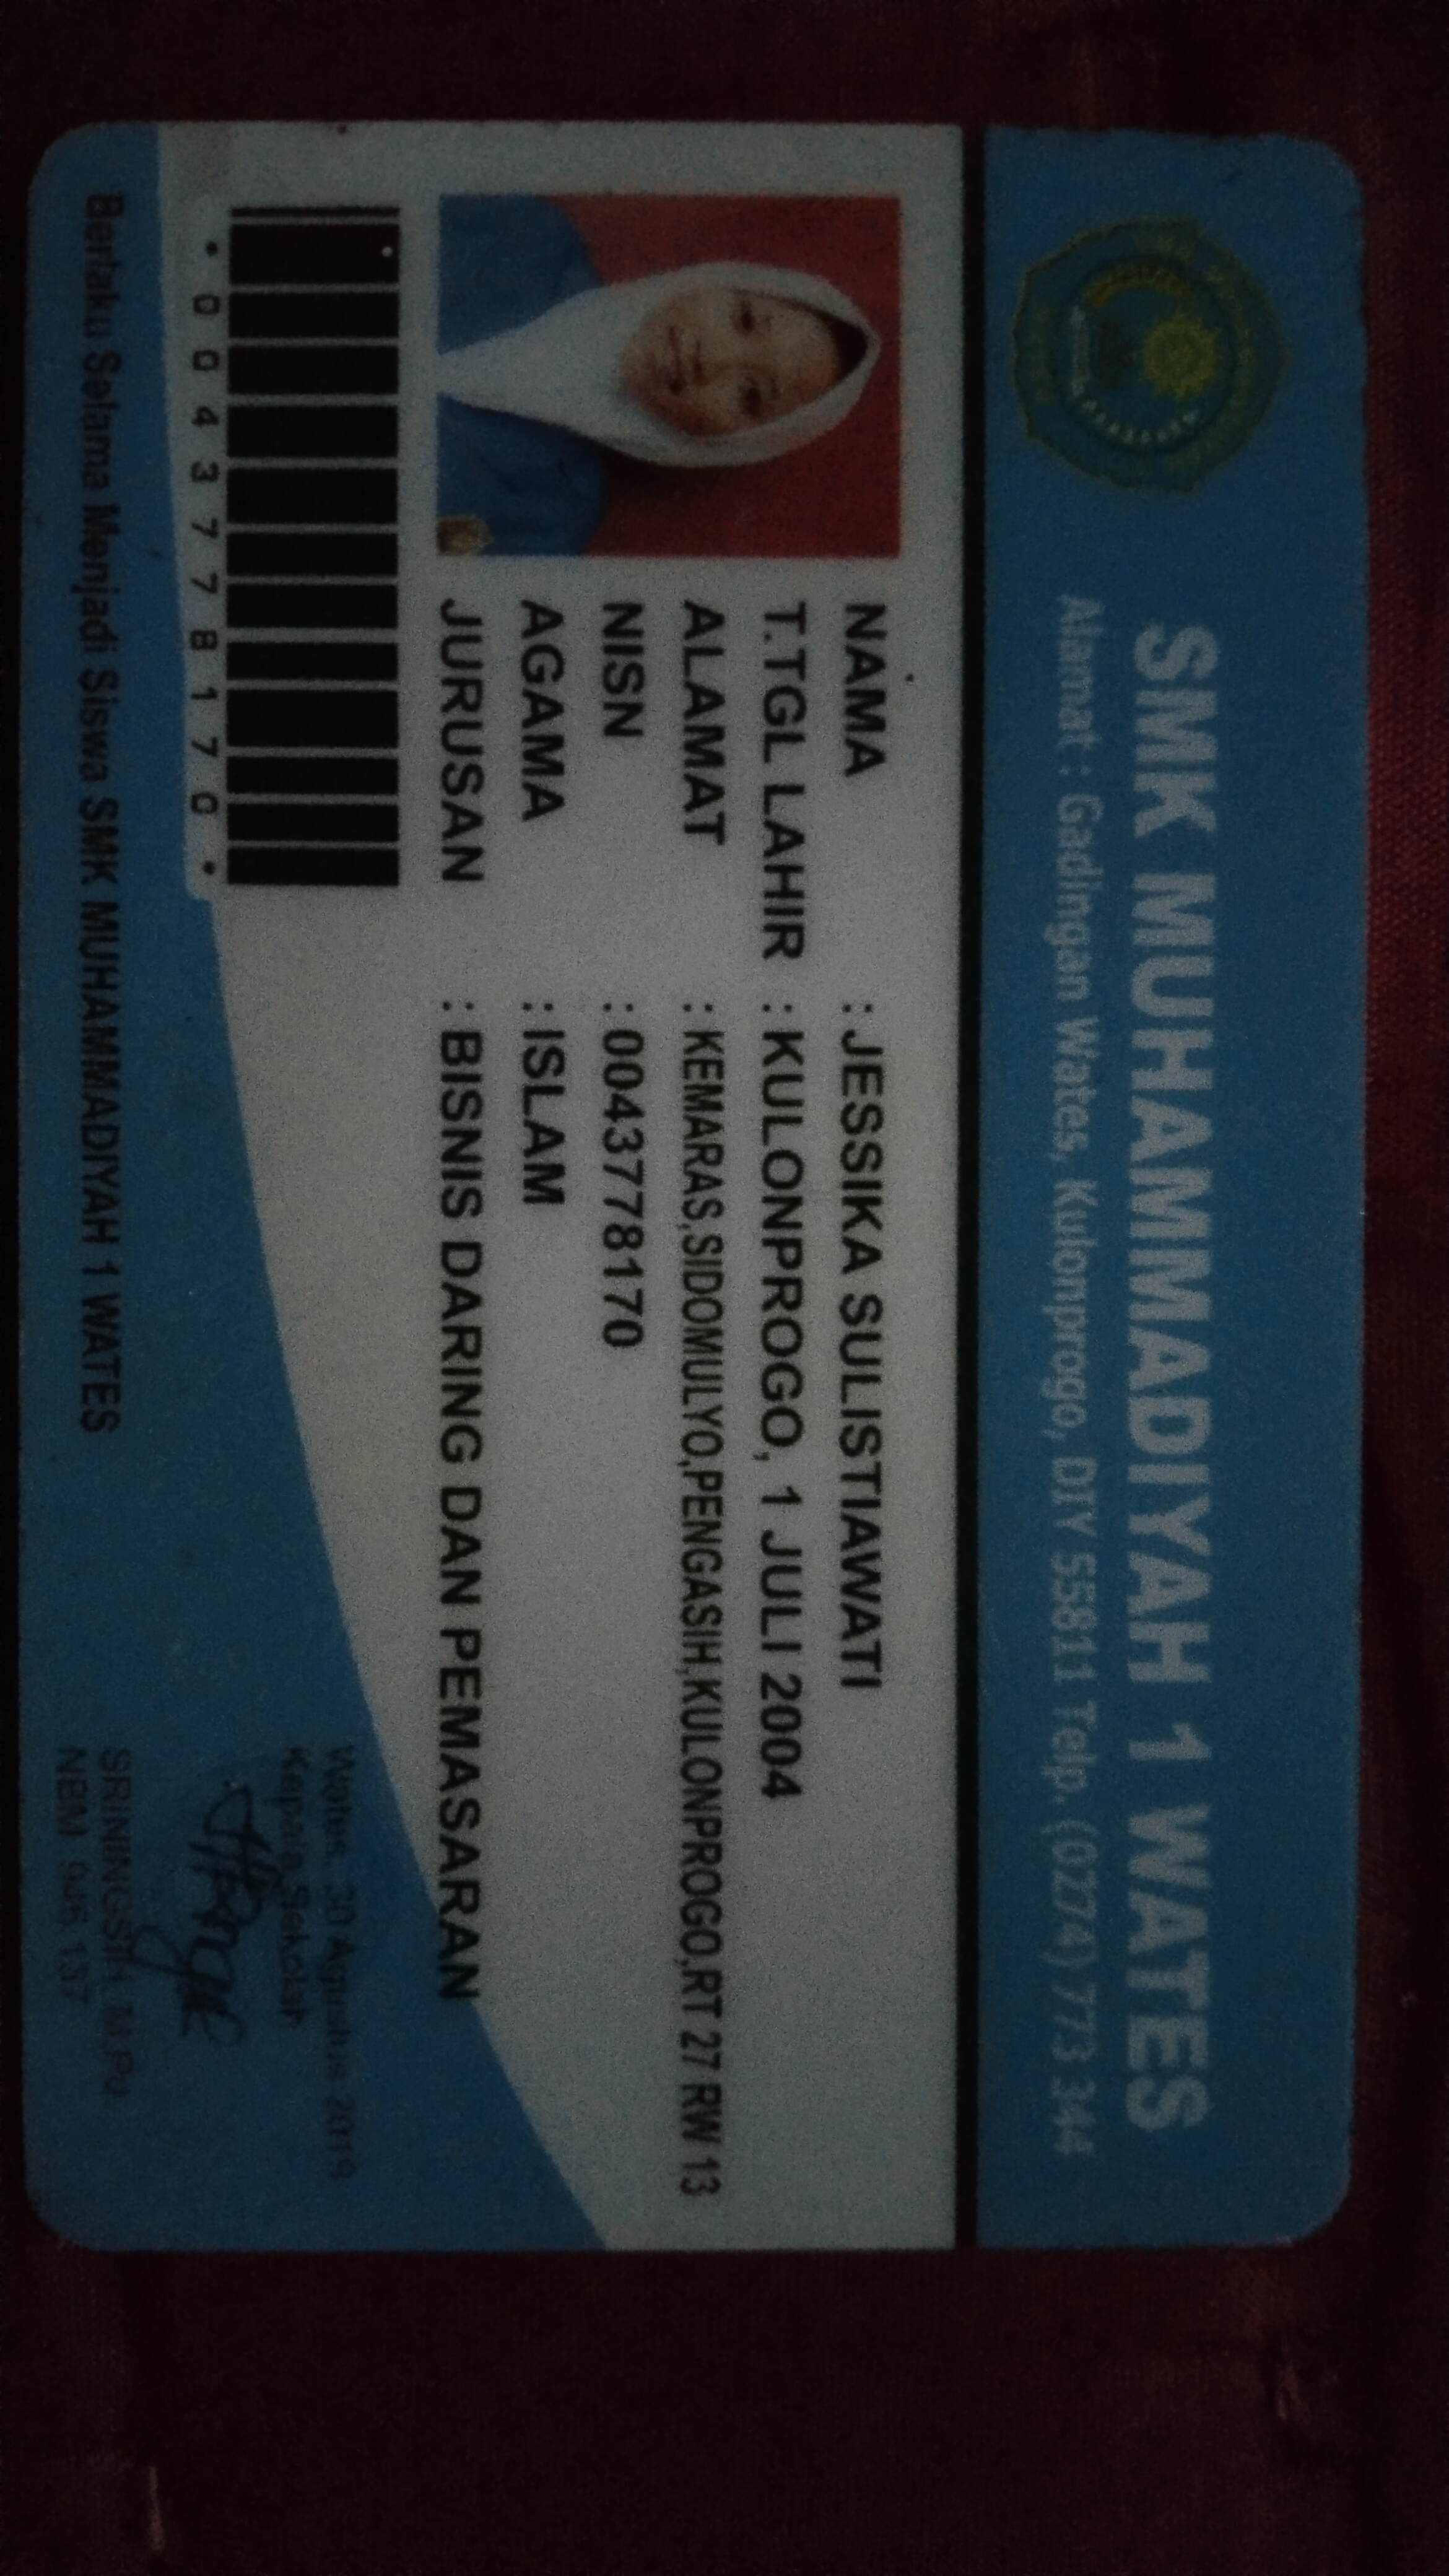 SMK MUHAMMADIYAH 1 WATES
Alamat : Gadingan Wates, Kulonprogo, DIY 55811 Telp. (0274) 773 344
NAMA : JESSIKA SULISTIAWATI
T.TGL LAHIR : KULONPROGO, 1 JULI 2004
ALAMAT : KEMARAS,SIDOMULYO,PENGASIH,KULONPROGO,RT 27 RW 13
NISN : 0043778170
AGAMA : ISLAM
JURUSAN : BISNIS DARING DAN PEMASARAN
* 0 0 4 3 7 7 8 1 7 0 *
Wates, 30 Agustus 2019
Kepala Sekolah
SRININGSIH, M.Pd
NBM
Berlaku Selama Menjadi Siswa SMK MUHAMMADIYAH 1 WATES